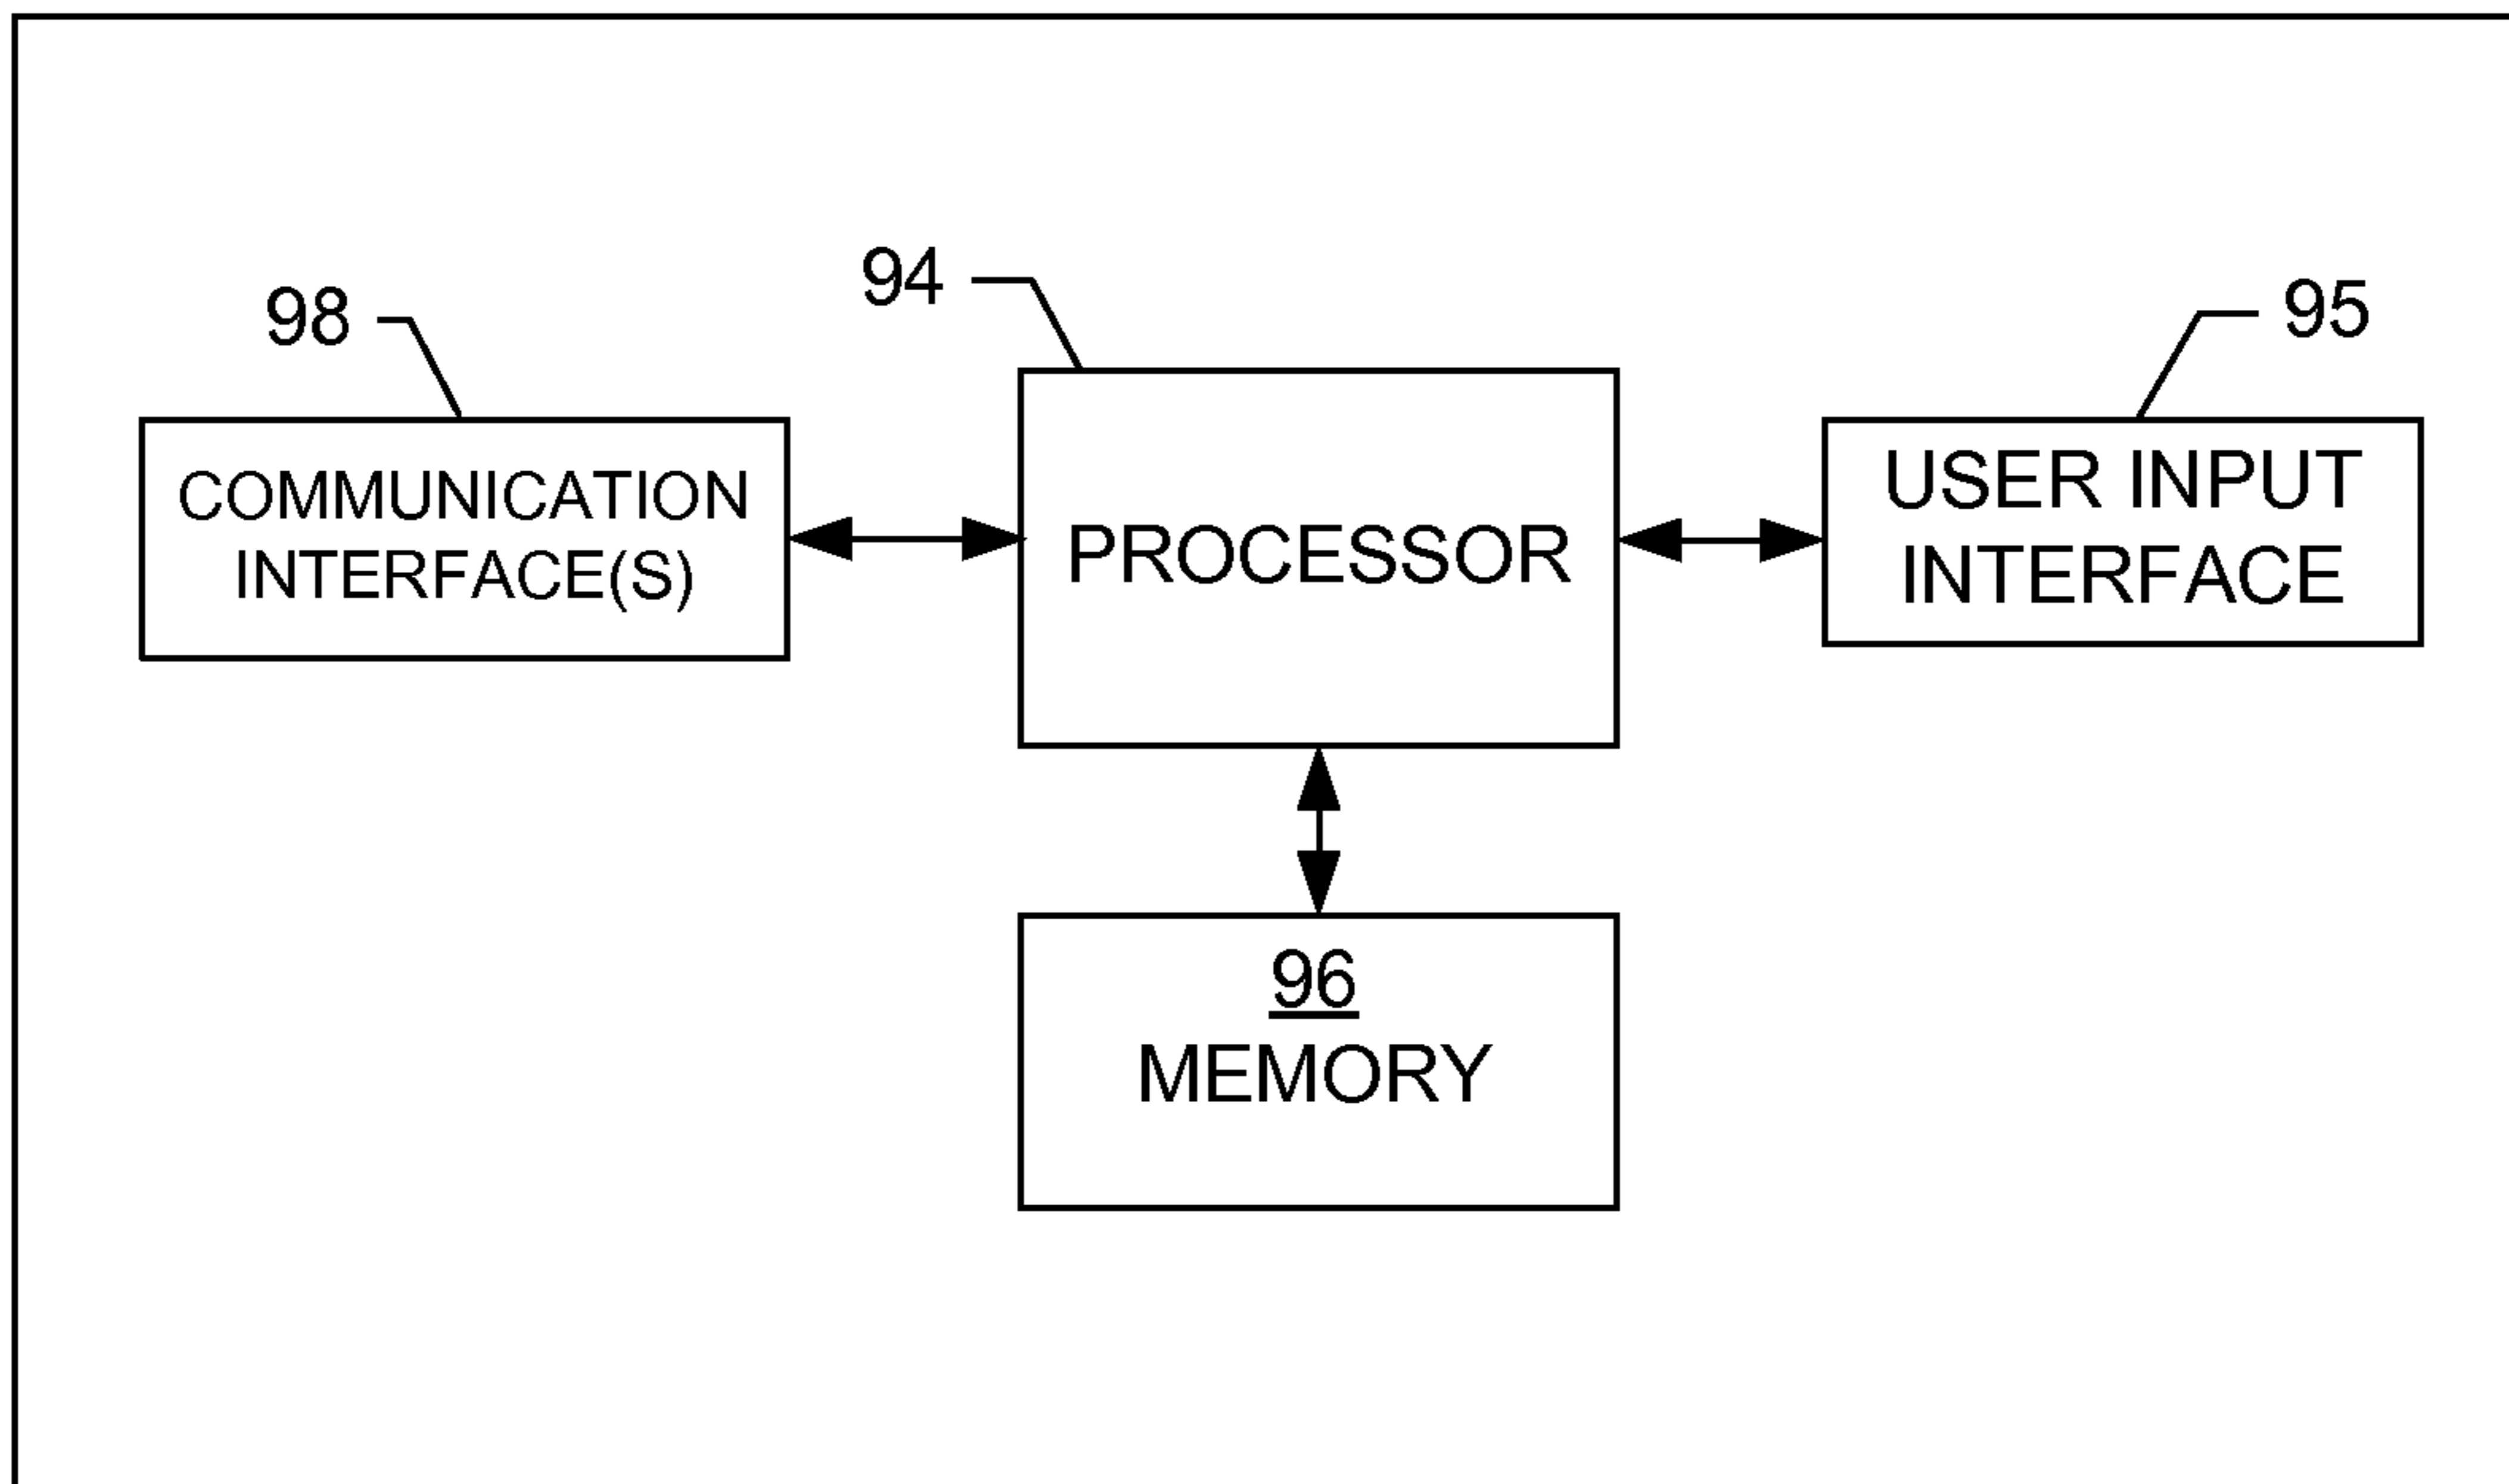 94
98
95
COMMUNICATION
INTERFACE(S)
PROCESSOR
USER INPUT
INTERFACE
96
MEMORY